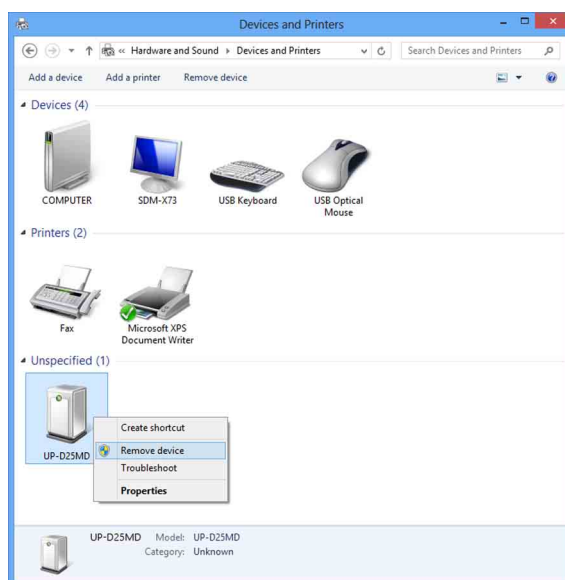 Devices and Printers
« Hardware and Sound ▸ Devices and Printers
Search Devices and Printers
Add a device Add a printer Remove device
Devices (4)
COMPUTER
SDM-X73
USB Keyboard
USB Optical
Mouse
Printers (2)
Fax
Microsoft XPS
Document Writer
Unspecified (1)
UP-D25MD
Create shortcut
Remove device
Troubleshoot
Properties
UP-D25MD Model: UP-D25MD
Category: Unknown